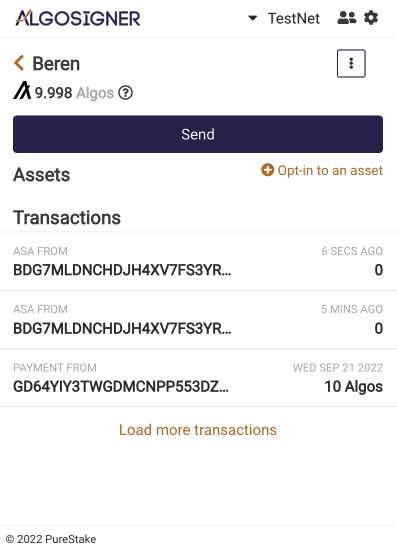 ALGOSIGNER
TestNet
Beren
9.998 Algos
Send
Assets
Opt-in to an asset
Transactions
ASA FROM 6 SECS AGO
BDG7MLDNCHDJH4XV7FS3YR... 0
ASA FROM 5 MINS AGO
BDG7MLDNCHDJH4XV7FS3YR... 0
PAYMENT FROM WED SEP 21 2022
GD64YIY3TWGDMCNPP553DZ... 10 Algos
Load more transactions
© 2022 PureStake